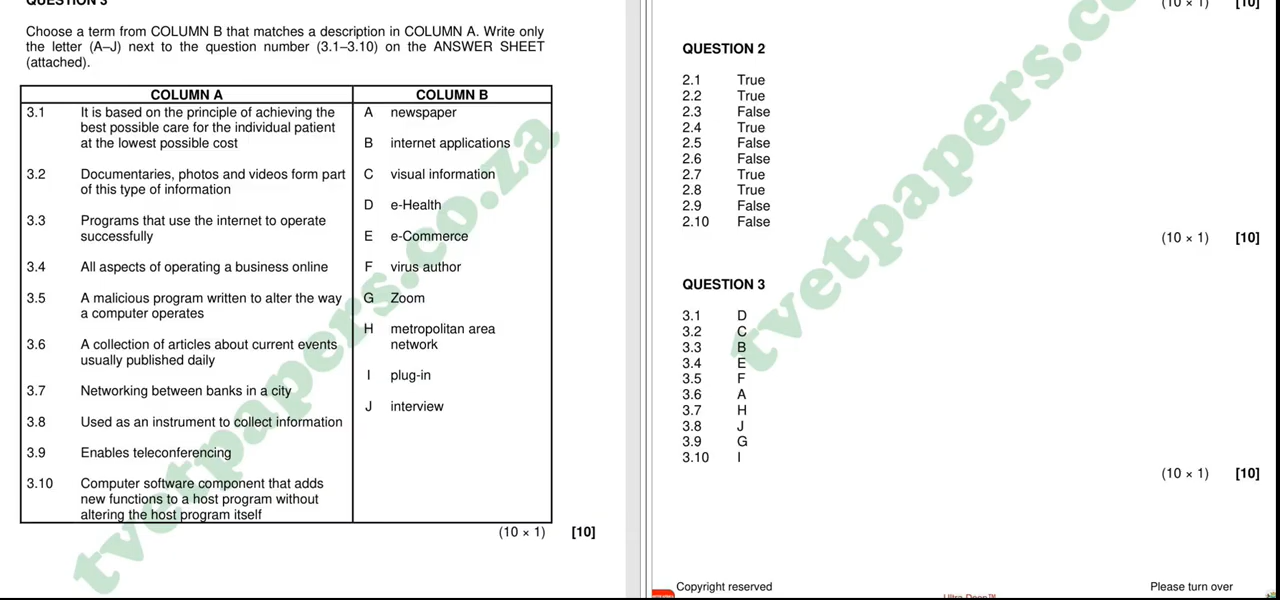 QUESTION 3
Choose a term from COLUMN B that matches a description in COLUMN A. Write only
the letter (A–J) next to the question number (3.1–3.10) on the ANSWER SHEET
(attached).
COLUMN A COLUMN B
3.1 It is based on the principle of achieving the
best possible care for the individual patient
at the lowest possible cost
3.2 Documentaries, photos and videos form part
of this type of information
3.3 Programs that use the internet to operate
successfully
3.4 All aspects of operating a business online
3.5 A malicious program written to alter the way
a computer operates
3.6 A collection of articles about current events
usually published daily
3.7 Networking between banks in a city
3.8 Used as an instrument to collect information
3.9 Enables teleconferencing
3.10 Computer software component that adds
new functions to a host program without
altering the host program itself
A newspaper
B internet applications
C visual information
D e-Health
E e-Commerce
F virus author
G Zoom
H metropolitan area
network
I plug-in
J interview
(10 × 1) [10]
tvetpapers.co.za
(10 × 1) [10]
QUESTION 2
2.1 True
2.2 True
2.3 False
2.4 True
2.5 False
2.6 False
2.7 True
2.8 True
2.9 False
2.10 False
(10 × 1) [10]
QUESTION 3
3.1 D
3.2 C
3.3 B
3.4 E
3.5 F
3.6 A
3.7 H
3.8 J
3.9 G
3.10 I
(10 × 1) [10]
tvetpapers.co.
Copyright reserved Please turn over